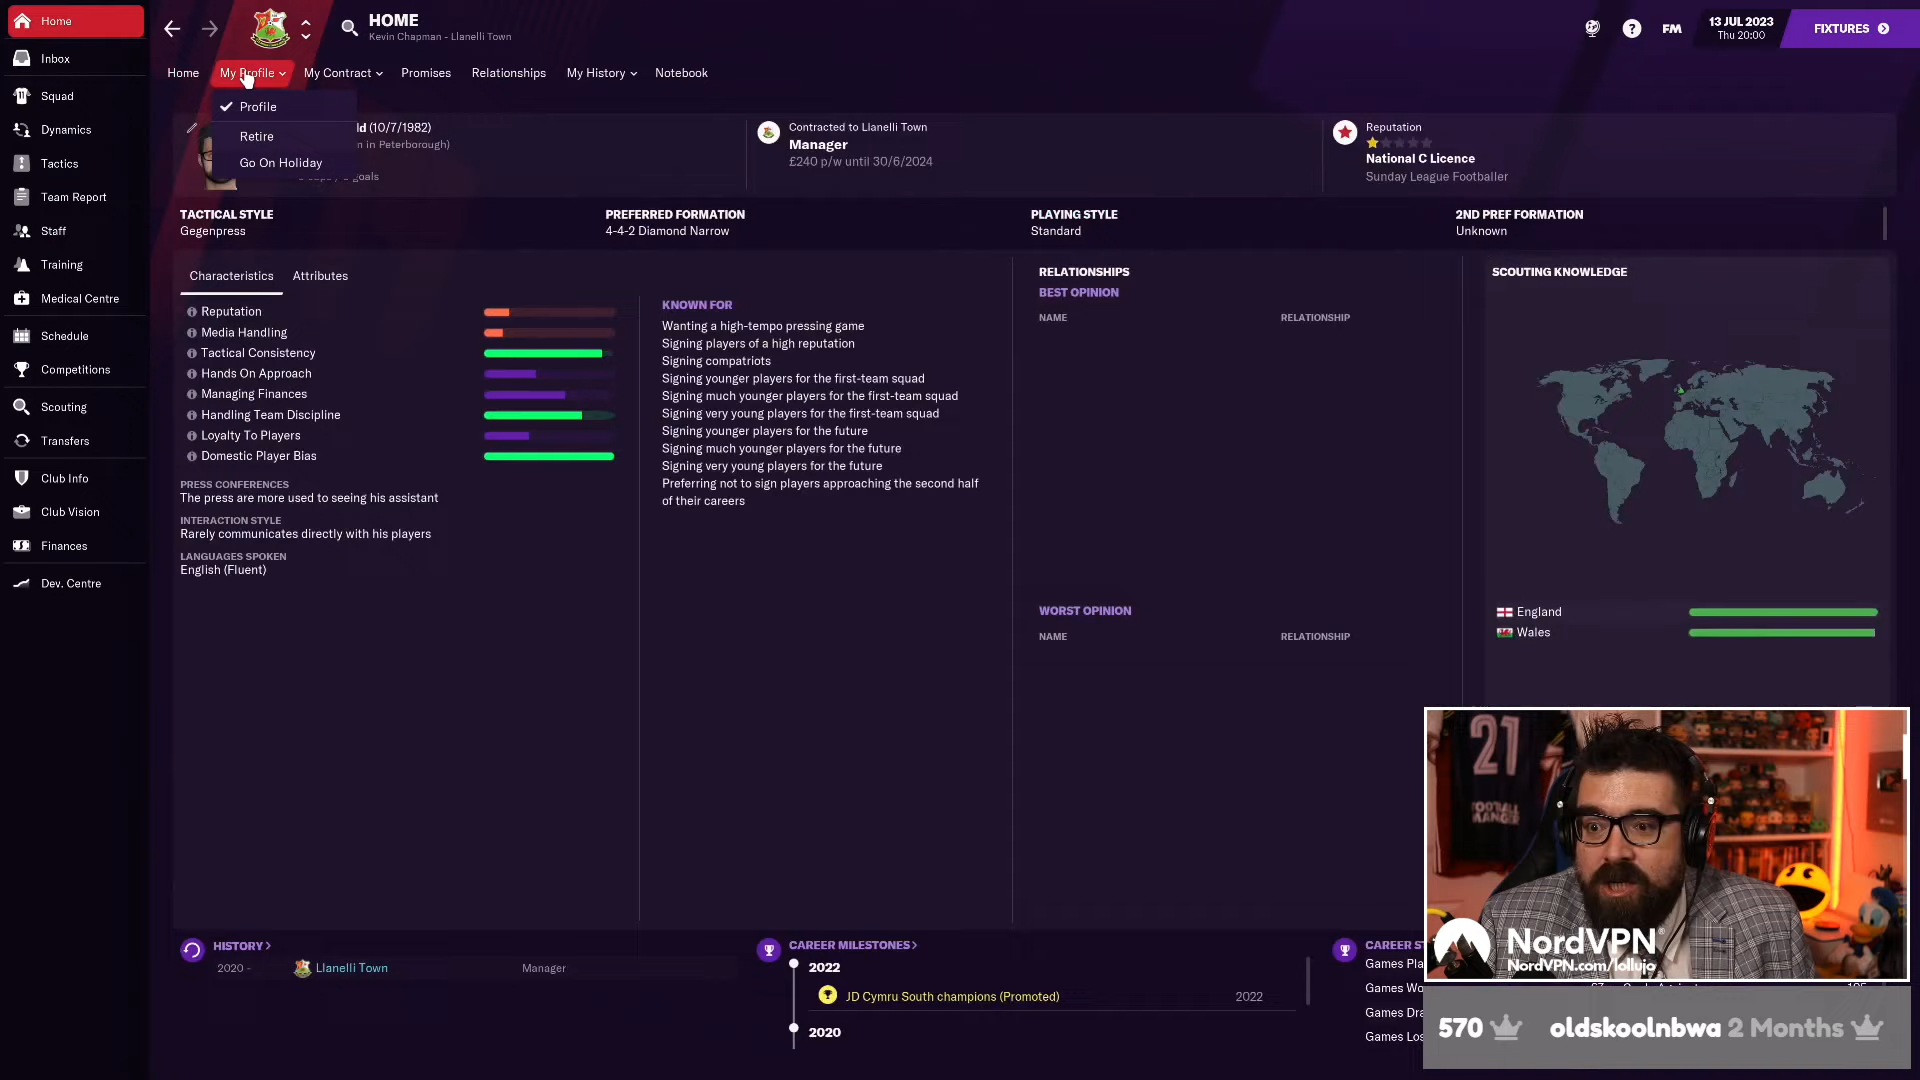 Home
Inbox
Squad
Dynamics
Tactics
Team Report
Staff
Training
Medical Centre
Schedule
Competitions
Scouting
Transfers
Club Info
Club Vision
Finances
Dev. Centre
HOME
Kevin Chapman - Llanelli Town
FM
13 JUL 2023
Thu 20:00
FIXTURES
Home
My Profile
My Contract
Promises
Relationships
My History
Notebook
Profile
Retire
Go On Holiday
(10/7/1982)
in Peterborough)
goals
Contracted to Llanelli Town
Manager
£240 p/w until 30/6/2024
Reputation
National C Licence
Sunday League Footballer
TACTICAL STYLE
Gegenpress
PREFERRED FORMATION
4-4-2 Diamond Narrow
PLAYING STYLE
Standard
2ND PREF FORMATION
Unknown
Characteristics
Attributes
Reputation
Media Handling
Tactical Consistency
Hands On Approach
Managing Finances
Handling Team Discipline
Loyalty To Players
Domestic Player Bias
PRESS CONFERENCES
The press are more used to seeing his assistant
INTERACTION STYLE
Rarely communicates directly with his players
LANGUAGES SPOKEN
English (Fluent)
KNOWN FOR
Wanting a high-tempo pressing game
Signing players of a high reputation
Signing compatriots
Signing younger players for the first-team squad
Signing much younger players for the first-team squad
Signing very young players for the first-team squad
Signing younger players for the future
Signing much younger players for the future
Signing very young players for the future
Preferring not to sign players approaching the second half
of their careers
RELATIONSHIPS
BEST OPINION
NAME RELATIONSHIP
WORST OPINION
NAME RELATIONSHIP
SCOUTING KNOWLEDGE
England
Wales
HISTORY
2020 - Llanelli Town Manager
CAREER MILESTONES
2022
JD Cymru South champions (Promoted) 2022
2020
CAREER ST
Games Pla
Games Wo
Games Dra
Games Los
21
FOOTBALL
MANAGER
NordVPN®
NordVPN.com/lollujo
570 oldskoolnbwa 2 Months